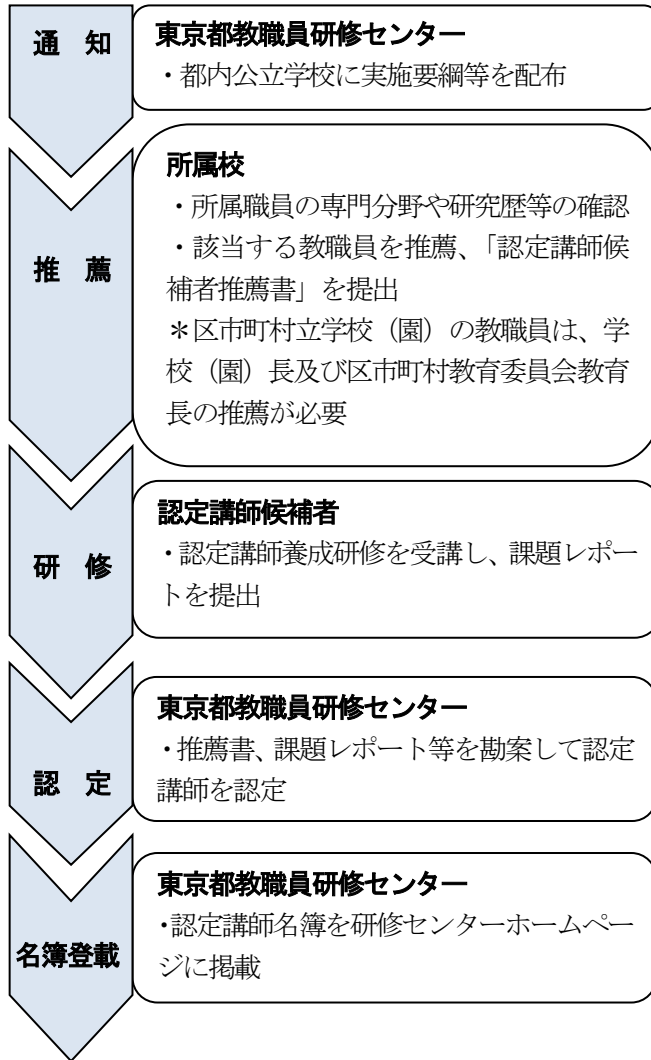 通　知
東京都教職員研修センター
・都内公立学校に実施要綱等を配布
推　薦
所属校
・所属職員の専門分野や研究歴等の確認
・該当する教職員を推薦、「認定講師候
補者推薦書」を提出
＊区市町村立学校（園）の教職員は、学
校（園）長及び区市町村教育委員会教育
長の推薦が必要
研　修
認定講師候補者
・認定講師養成研修を受講し、課題レポー
トを提出
認　定
東京都教職員研修センター
・推薦書、課題レポート等を勘案して認定
講師を認定
名簿登載
東京都教職員研修センター
・認定講師名簿を研修センターホームペー
ジに掲載